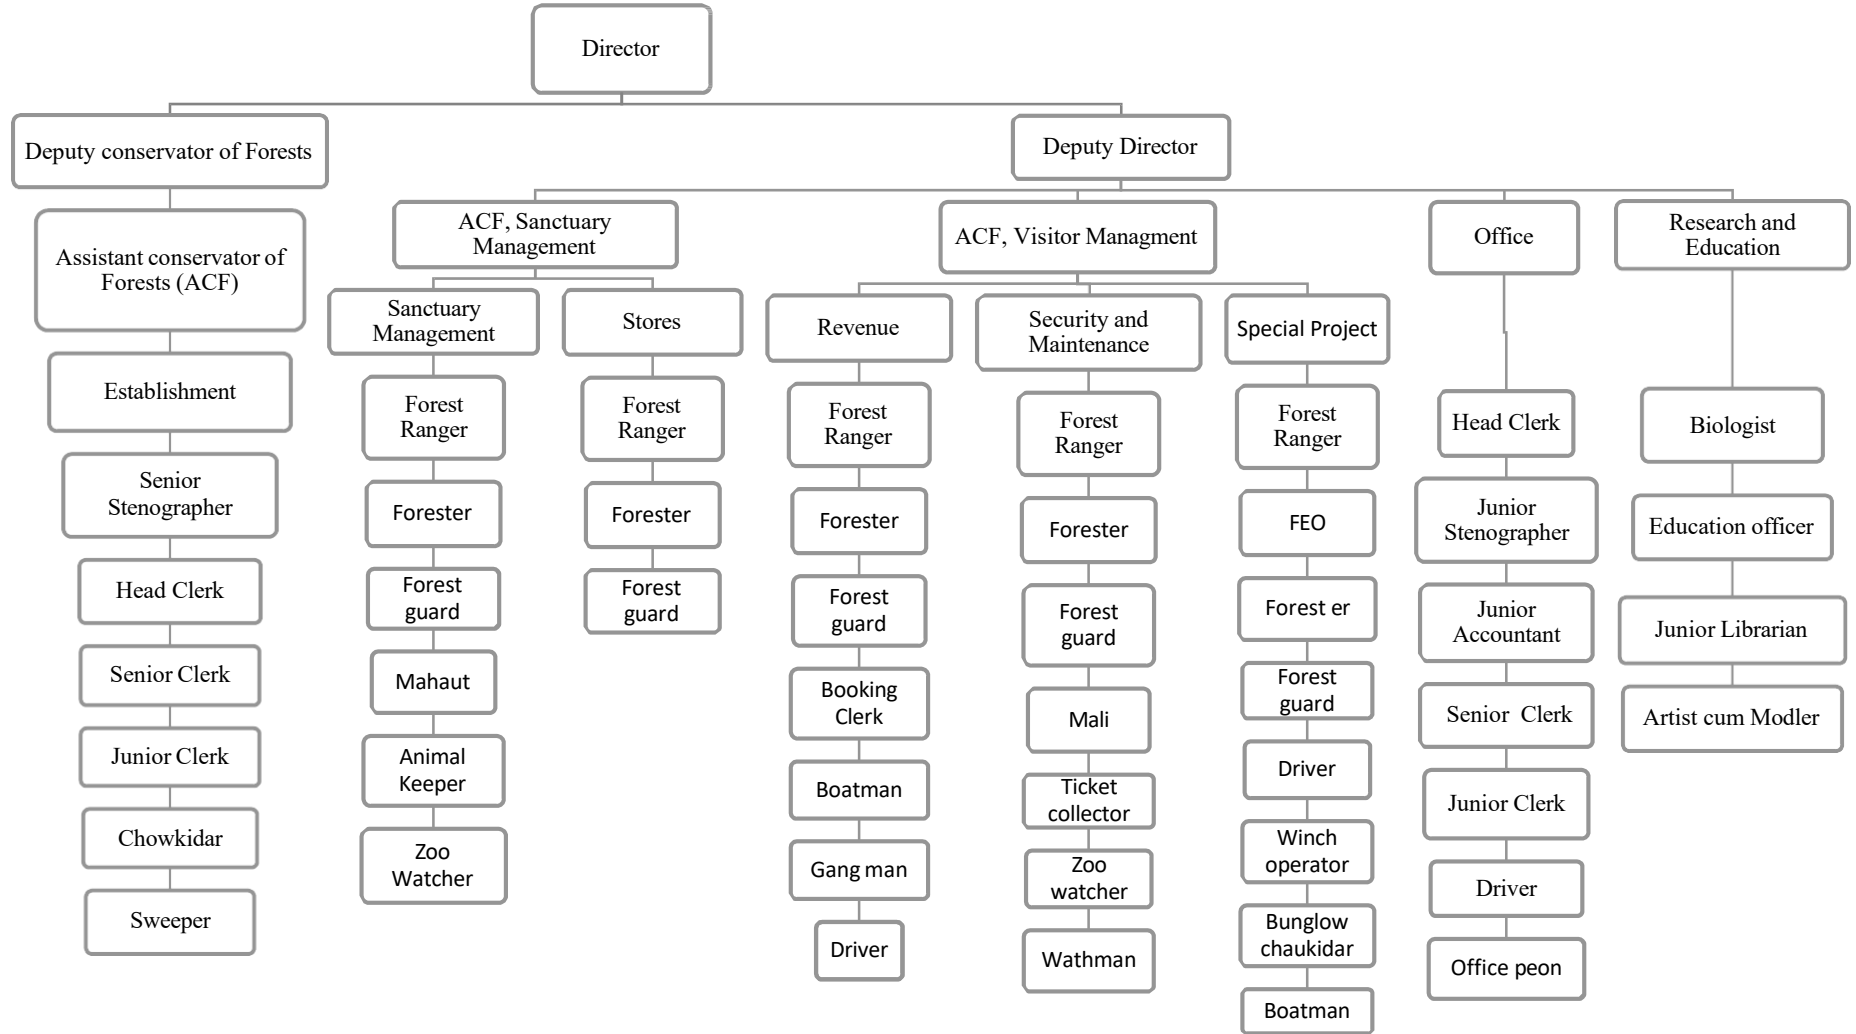 Director
Deputy conservator of Forests
Deputy Director
Assistant conservator of
Forests (ACF)
Establishment
Senior
Stenographer
Head Clerk
Senior Clerk
Junior Clerk
Chowkidar
Sweeper
ACF, Sanctuary
Management
Sanctuary
Management
Forest
Ranger
Forester
Forest
guard
Mahaut
Animal
Keeper
Zoo
Watcher
Stores
Forest
Ranger
Forester
Forest
guard
ACF, Visitor Managment
Revenue
Forest
Ranger
Forester
Forest
guard
Booking
Clerk
Boatman
Gang man
Driver
Security and
Maintenance
Forest
Ranger
Forester
Forest
guard
Mali
Ticket
collector
Zoo
watcher
Wathman
Special Project
Forest
Ranger
FEO
Forest er
Forest
guard
Driver
Winch
operator
Bunglow
chaukidar
Boatman
Office
Head Clerk
Junior
Stenographer
Junior
Accountant
Senior Clerk
Junior Clerk
Driver
Office peon
Research and
Education
Biologist
Education officer
Junior Librarian
Artist cum Modler